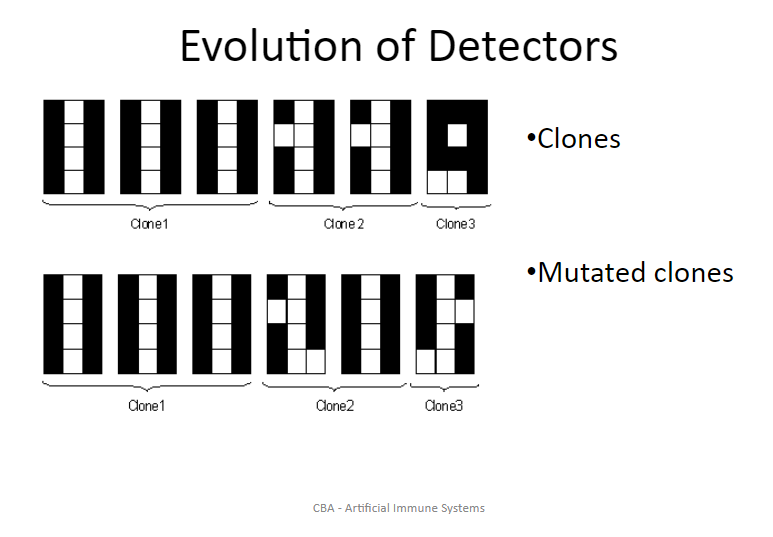 Evolution of Detectors
•Clones
Clone1
Clone 2
Clone3
•Mutated clones
Clone1
Clone2
Clone3
CBA - Artificial Immune Systems